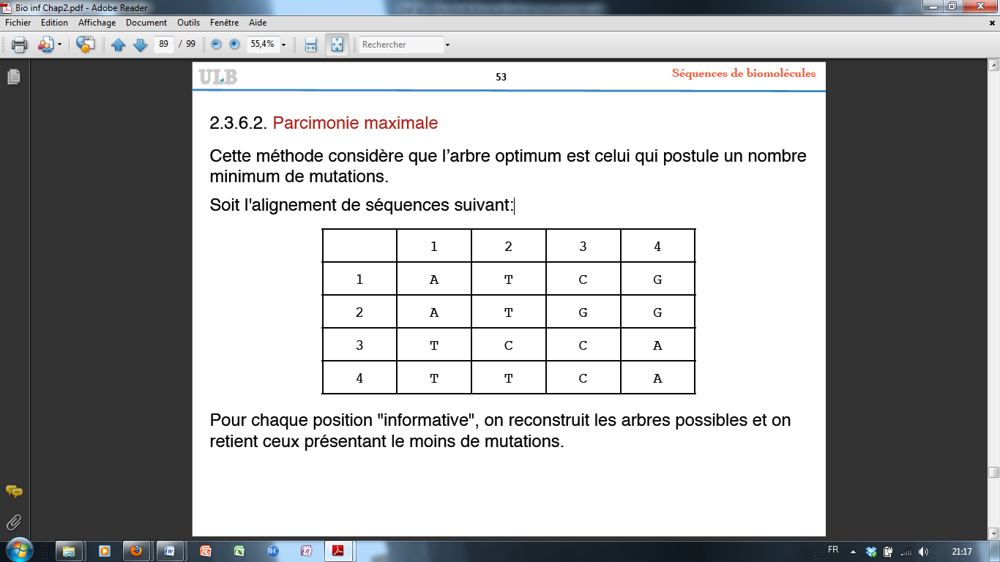 Bio inf Chap2.pdf - Adobe Reader
Fichier Edition Affichage Document Outils Fenêtre Aide
89 / 99 55,4% Rechercher
ULB 53 Séquences de biomolécules
2.3.6.2. Parcimonie maximale
Cette méthode considère que l’arbre optimum est celui qui postule un nombre
minimum de mutations.
Soit l'alignement de séquences suivant:
1 2 3 4
1 A T C G
2 A T G G
3 T C C A
4 T T C A
Pour chaque position "informative", on reconstruit les arbres possibles et on
retient ceux présentant le moins de mutations.
FR 21:17